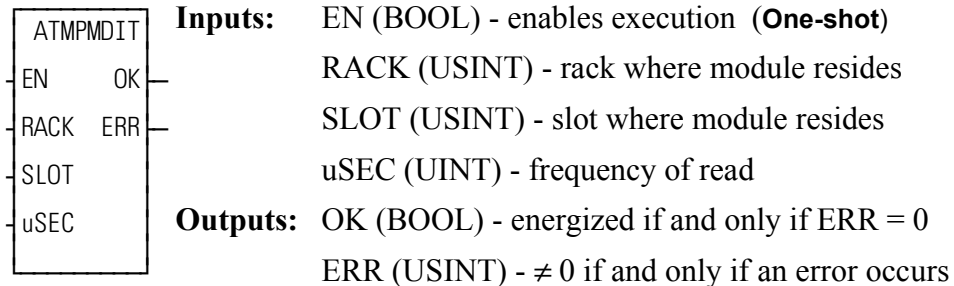 ATMPMDIT
EN OK
RACK ERR
SLOT
uSEC
Inputs: EN (BOOL) - enables execution (One-shot)
RACK (USINT) - rack where module resides
SLOT (USINT) - slot where module resides
uSEC (UINT) - frequency of read
Outputs: OK (BOOL) - energized if and only if ERR = 0
ERR (USINT) - ≠ 0 if and only if an error occurs